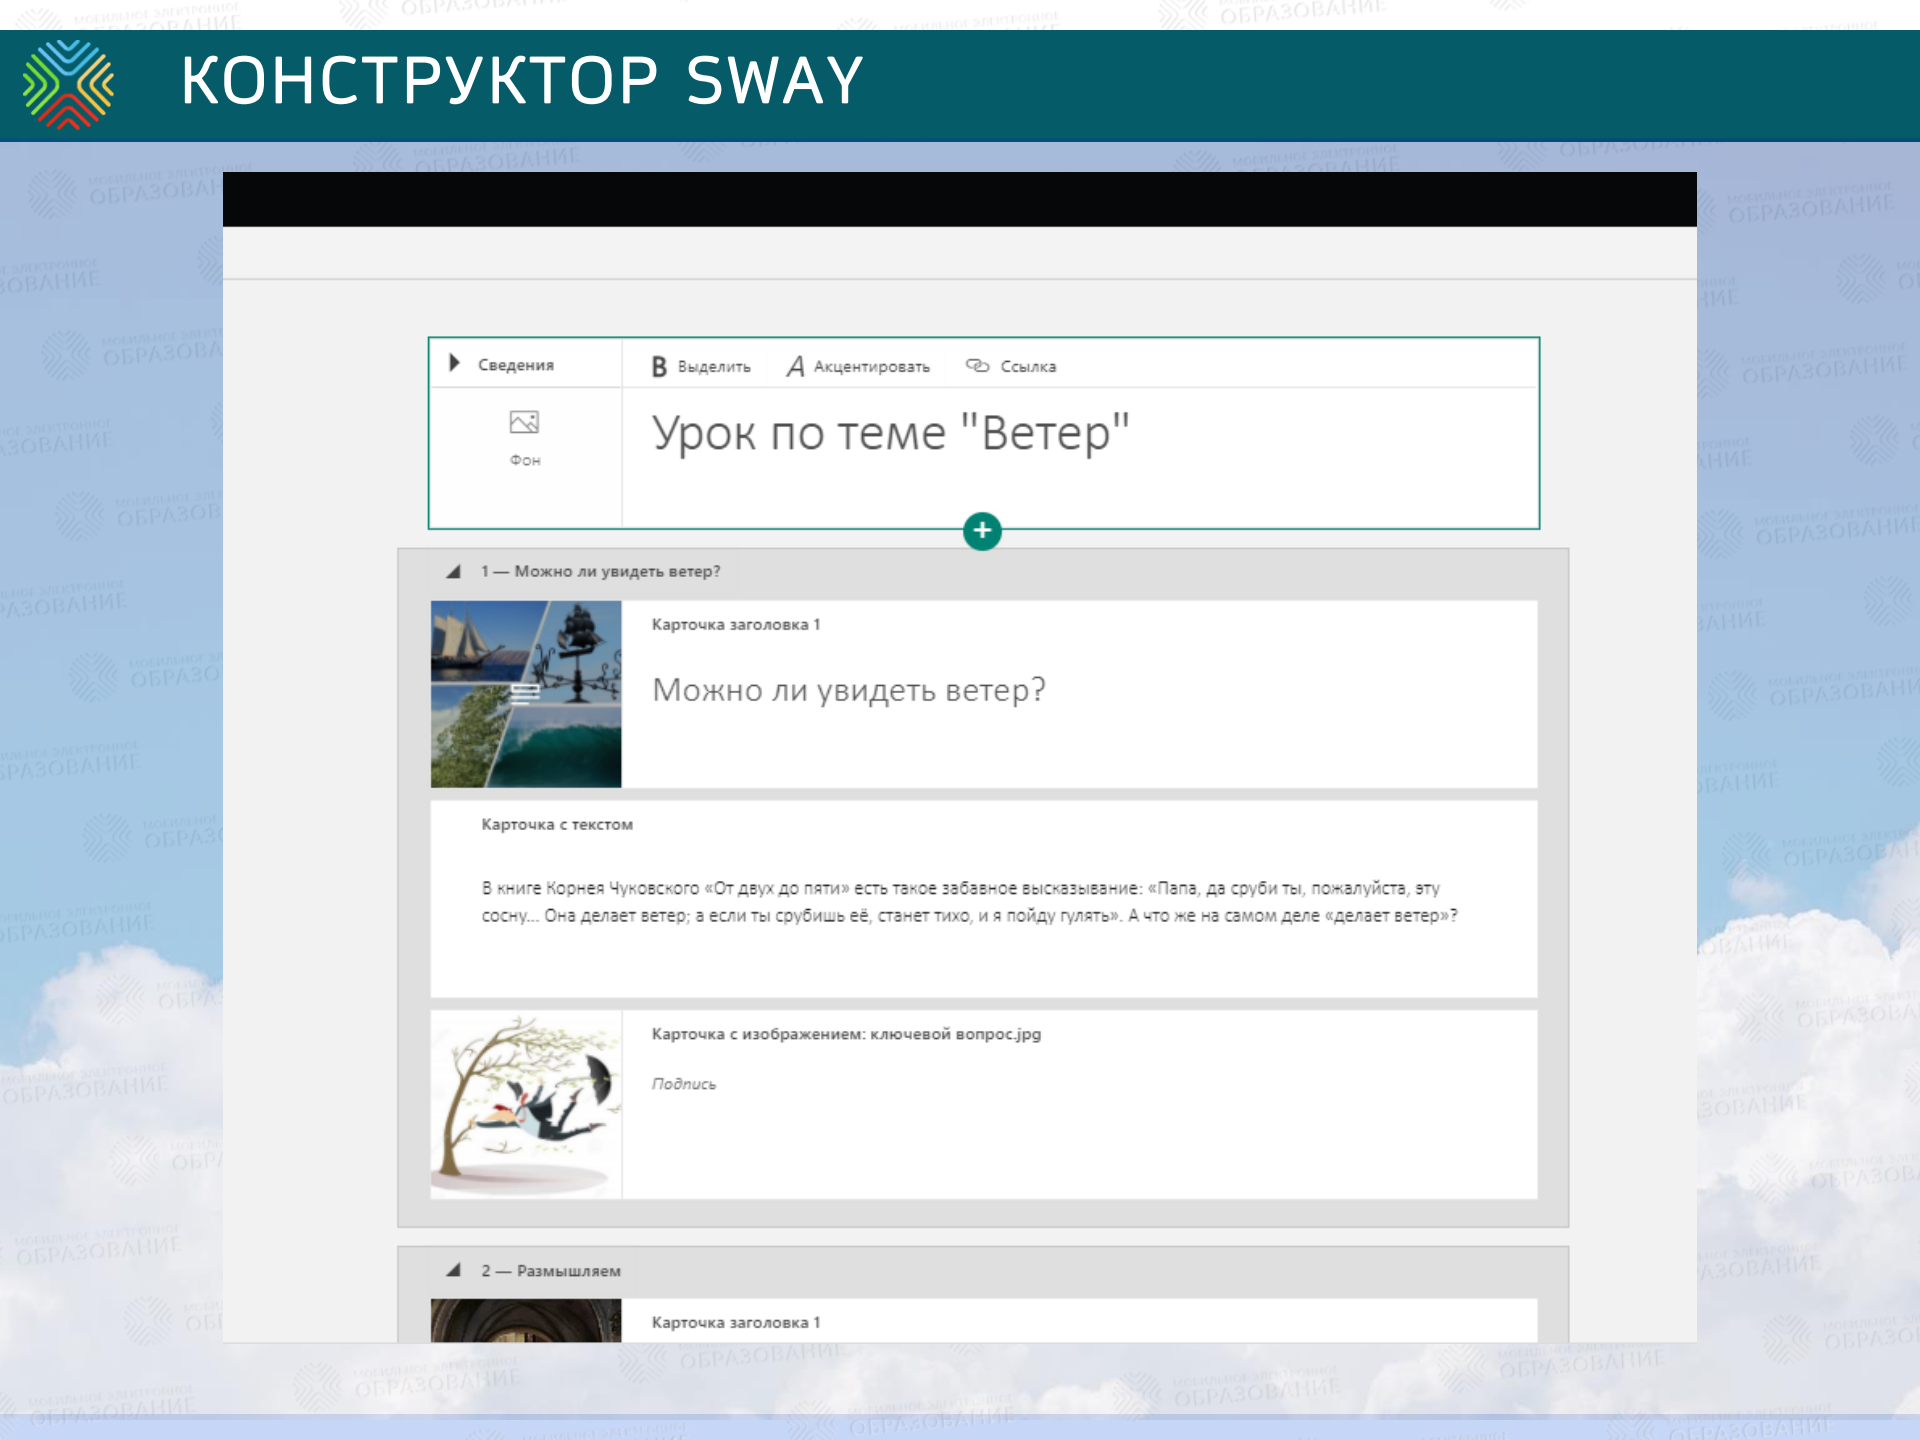 КОНСТРУКТОР SWAY
Сведения
B Выделить
A Акцентировать
Ссылка
Фон
Урок по теме "Ветер"
1 — Можно ли увидеть ветер?
Карточка заголовка 1
Можно ли увидеть ветер?
Карточка с текстом
В книге Корнея Чуковского «От двух до пяти» есть такое забавное высказывание: «Папа, да сруби ты, пожалуйста, эту
сосну... Она делает ветер; а если ты срубишь её, станет тихо, и я пойду гулять». А что же на самом деле «делает ветер»?
Карточка с изображением: ключевой вопрос.jpg
Подпись
2 — Размышляем
Карточка заголовка 1
МОБИЛЬНОЕ ЭЛЕКТРОННОЕ
ОБРАЗОВАНИЕ